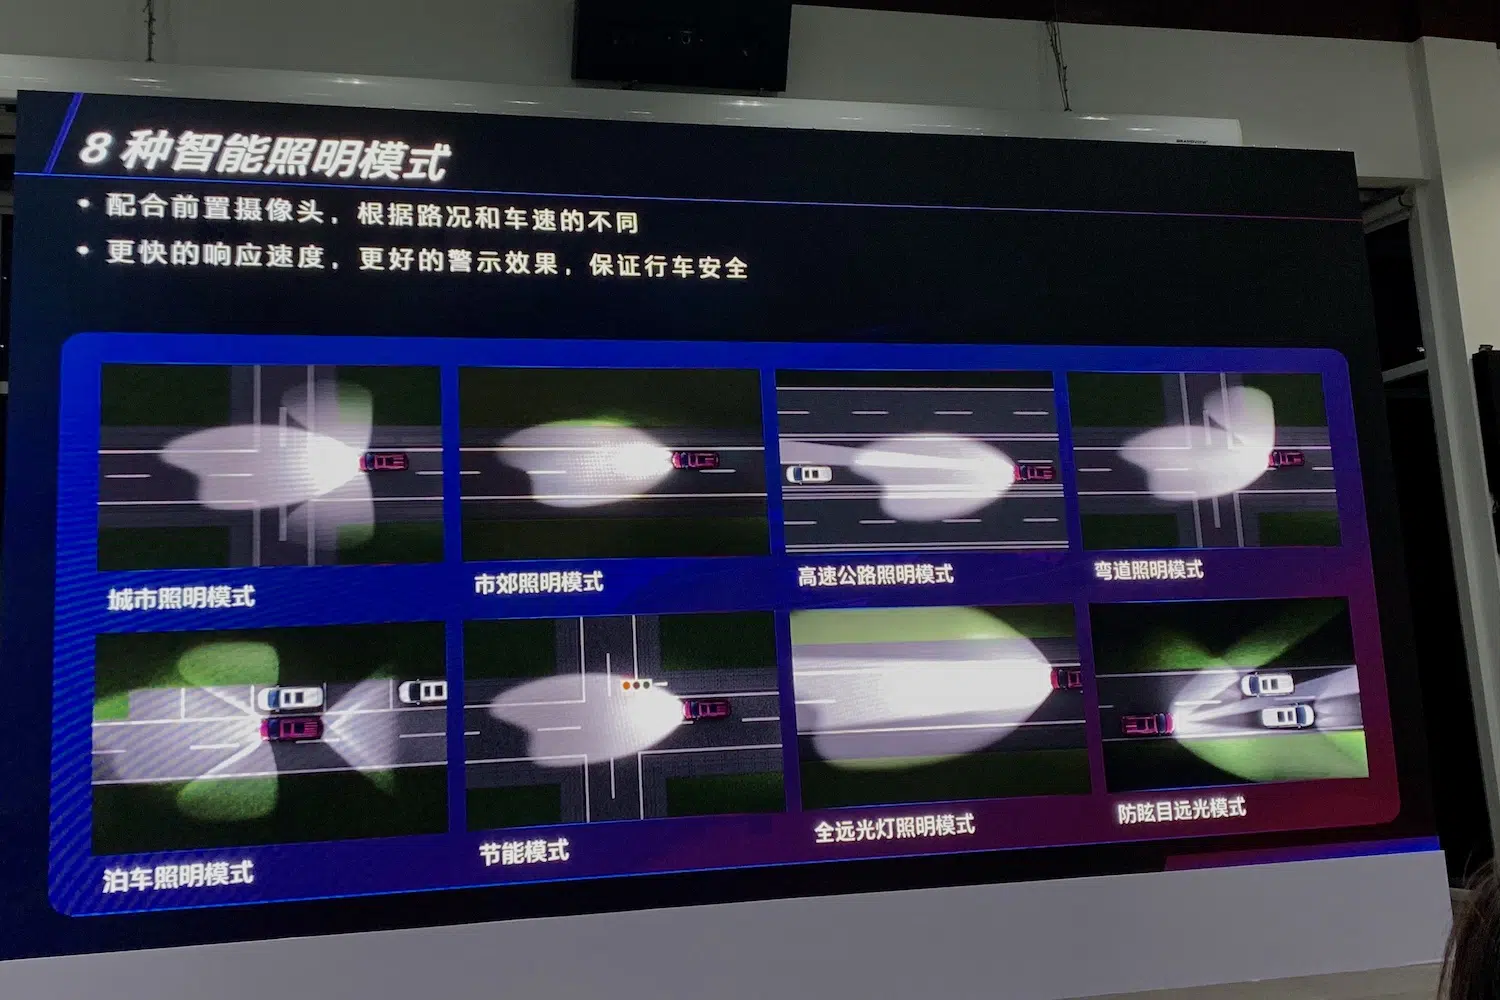 8 种智能照明模式
• 配合前置摄像头，根据路况和车速的不同
• 更快的响应速度，更好的警示效果，保证行车安全
城市照明模式
市郊照明模式
高速公路照明模式
弯道照明模式
泊车照明模式
节能模式
全远光灯照明模式
防眩目远光模式